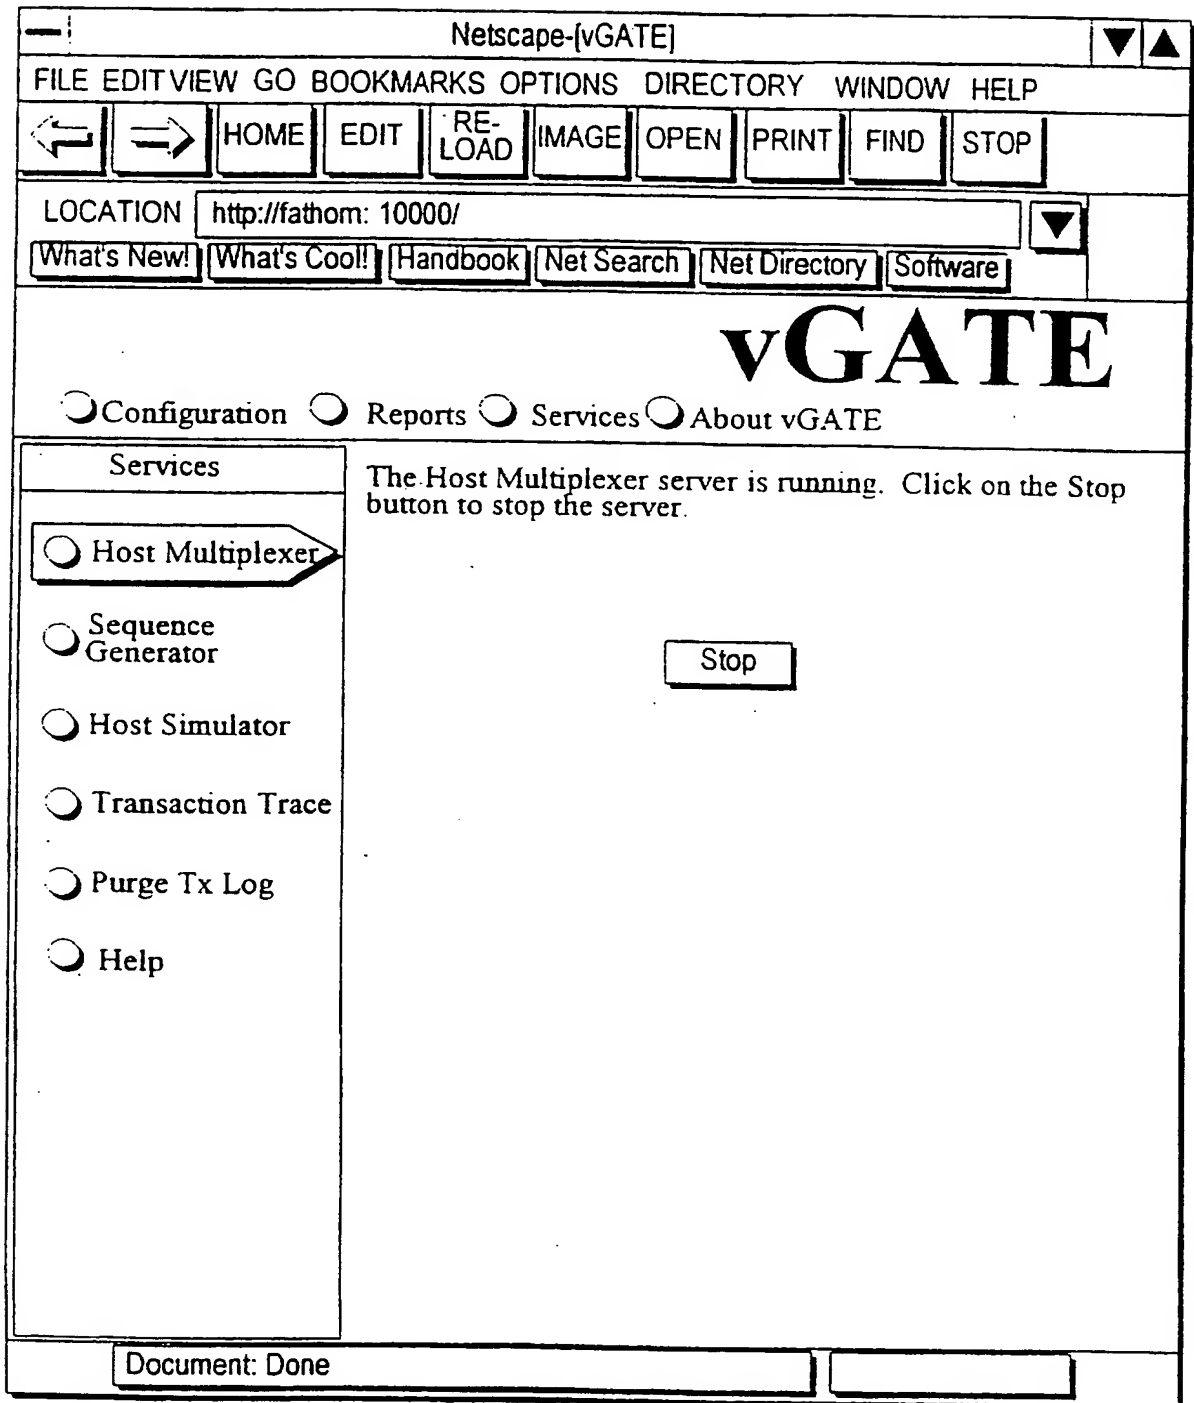 Netscape-[vGATE]
FILE EDIT VIEW GO BOOKMARKS OPTIONS DIRECTORY WINDOW HELP
HOME EDIT RE-LOAD IMAGE OPEN PRINT FIND STOP
LOCATION http://fathom: 10000/
What's New! What's Cool! Handbook Net Search Net Directory Software
vGATE
Configuration Reports Services About vGATE
Services
Host Multiplexer
Sequence
Generator
Host Simulator
Transaction Trace
Purge Tx Log
Help
The Host Multiplexer server is running. Click on the Stop
button to stop the server.
Stop
Document: Done